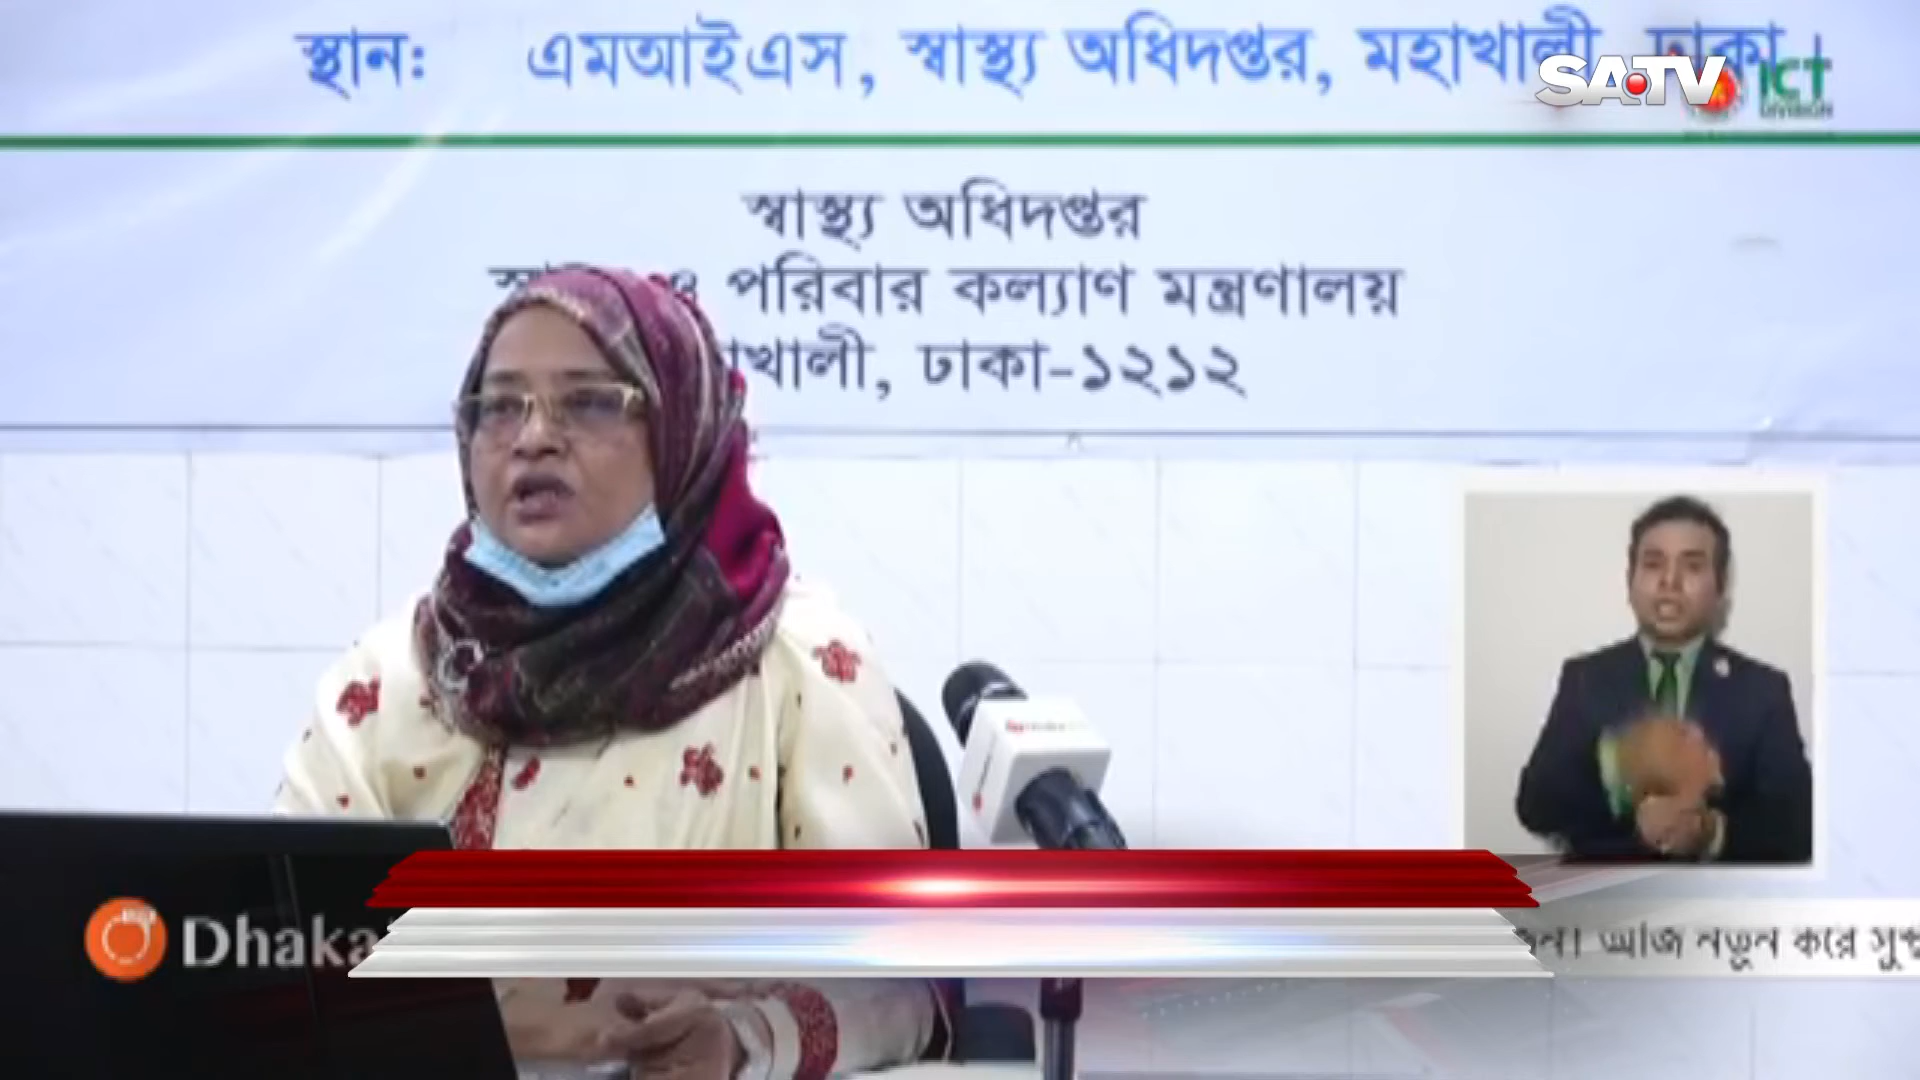 স্থান: এমআইএস, স্বাস্থ্য অধিদপ্তর, মহাখালী, ঢাকা।
SATV
ICT
DIVISION
স্বাস্থ্য অধিদপ্তর
ও পরিবার কল্যাণ মন্ত্রণালয়
ঢাকা-১২১২
Dhaka
আজ নতুন করে